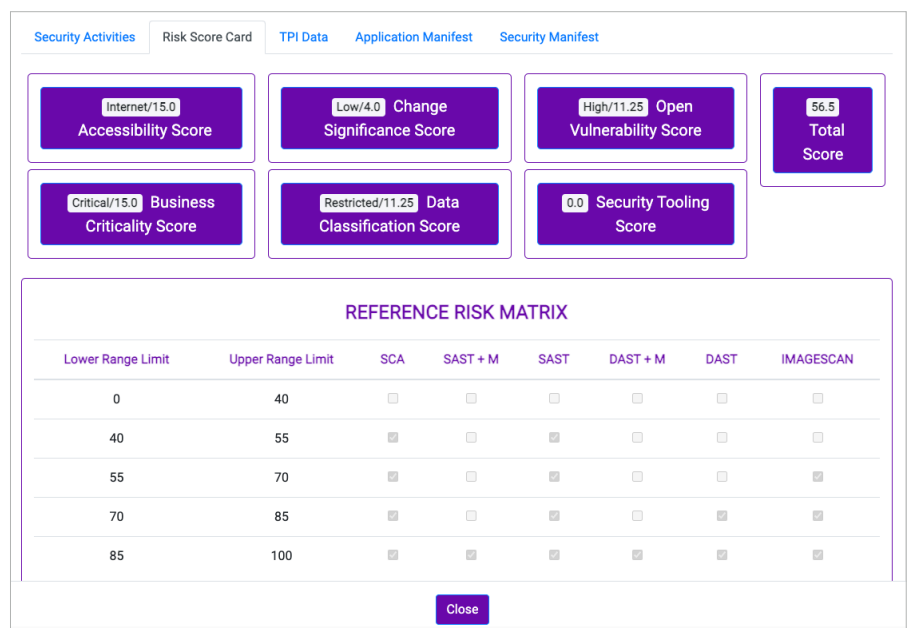 Security Activities Risk Score Card TPI Data Application Manifest Security Manifest
Internet/15.0
Accessibility Score
Low/4.0 Change
Significance Score
High/11.25 Open
Vulnerability Score
56.5
Total
Score
Critical/15.0 Business
Criticality Score
Restricted/11.25 Data
Classification Score
0.0 Security Tooling
Score
REFERENCE RISK MATRIX
Lower Range Limit Upper Range Limit SCA SAST + M SAST DAST + M DAST IMAGESCAN
0 40
40 55
55 70
70 85
85 100
Close